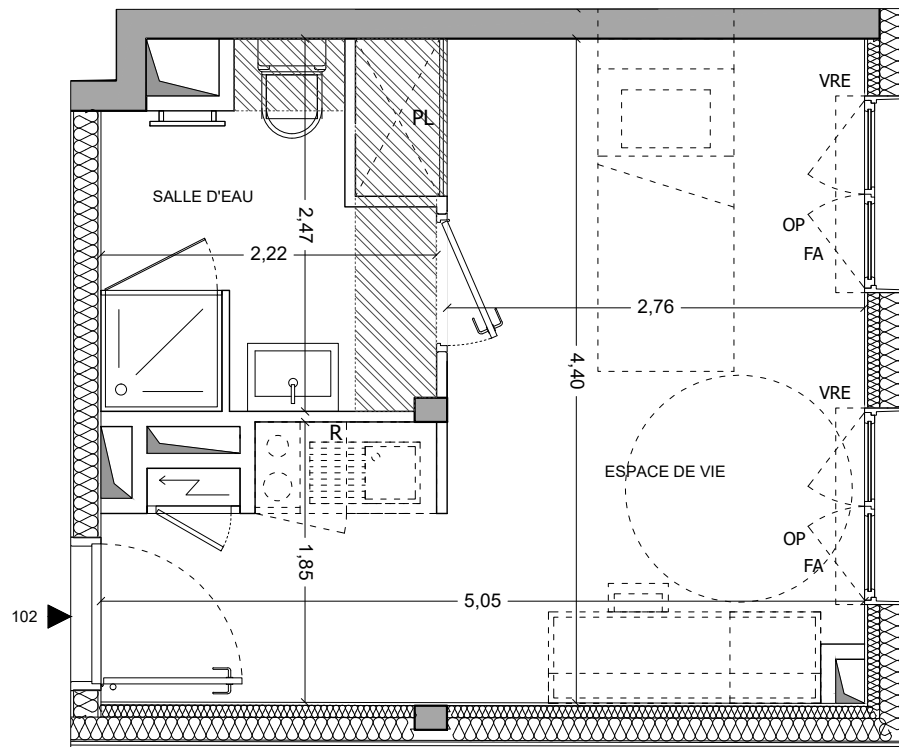 VRE
PL
SALLE D'EAU
2,47
OP
2,22
FA
2,76
4,40
VRE
R
ESPACE DE VIE
OP
1,85
FA
5,05
102